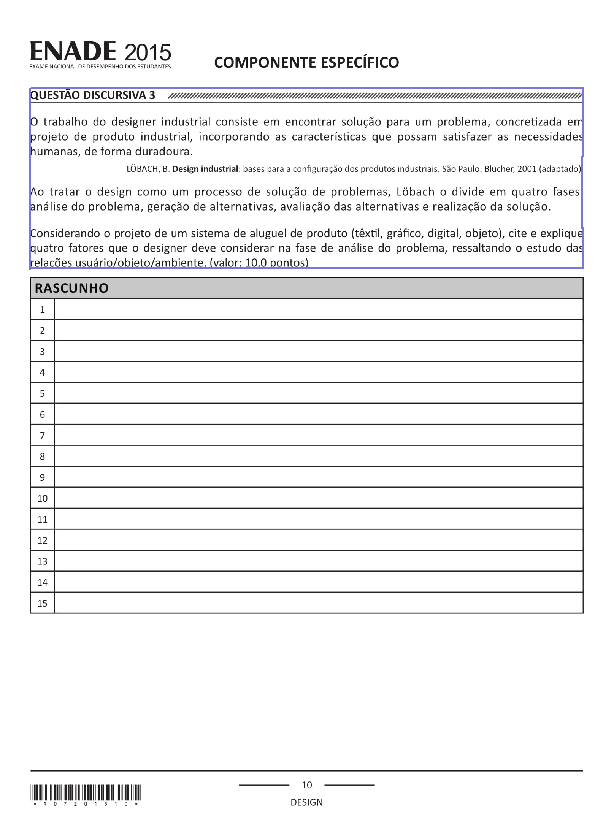 ENADE 2015
EXAME NACIONAL DE DESEMPENHO DOS ESTUDANTES
COMPONENTE ESPECÍFICO
QUESTÃO DISCURSIVA 3
O trabalho do designer industrial consiste em encontrar solução para um problema, concretizada em
projeto de produto industrial, incorporando as características que possam satisfazer as necessidades
humanas, de forma duradoura.
LÖBACH, B. Design industrial: bases para a configuração dos produtos industriais. São Paulo: Blucher, 2001 (adaptado)
Ao tratar o design como um processo de solução de problemas, Löbach o divide em quatro fases
análise do problema, geração de alternativas, avaliação das alternativas e realização da solução.
Considerando o projeto de um sistema de aluguel de produto (têxtil, gráfico, digital, objeto), cite e explique
quatro fatores que o designer deve considerar na fase de análise do problema, ressaltando o estudo das
relações usuário/objeto/ambiente. (valor: 10,0 pontos)
RASCUNHO
1
2
3
4
5
6
7
8
9
10
11
12
13
14
15
10
DESIGN